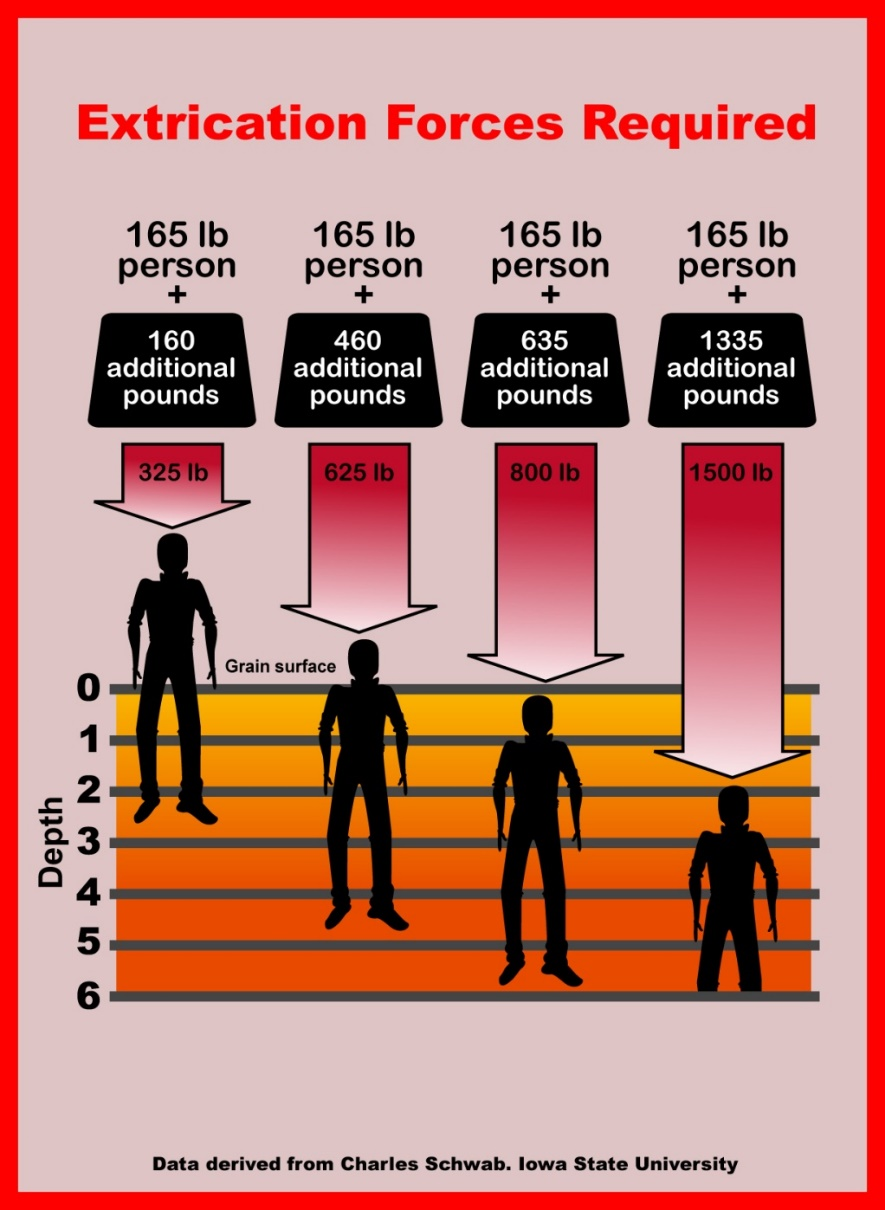 Extrication Forces Required
165 lb
person
+
165 lb
person
+
165 lb
person
+
165 lb
person
+
160
additional
pounds
460
additional
pounds
635
additional
pounds
1335
additional
pounds
325 lb
625 lb
800 lb
1500 lb
Grain surface
Depth
0
1
2
3
4
5
6
Data derived from Charles Schwab. Iowa State University